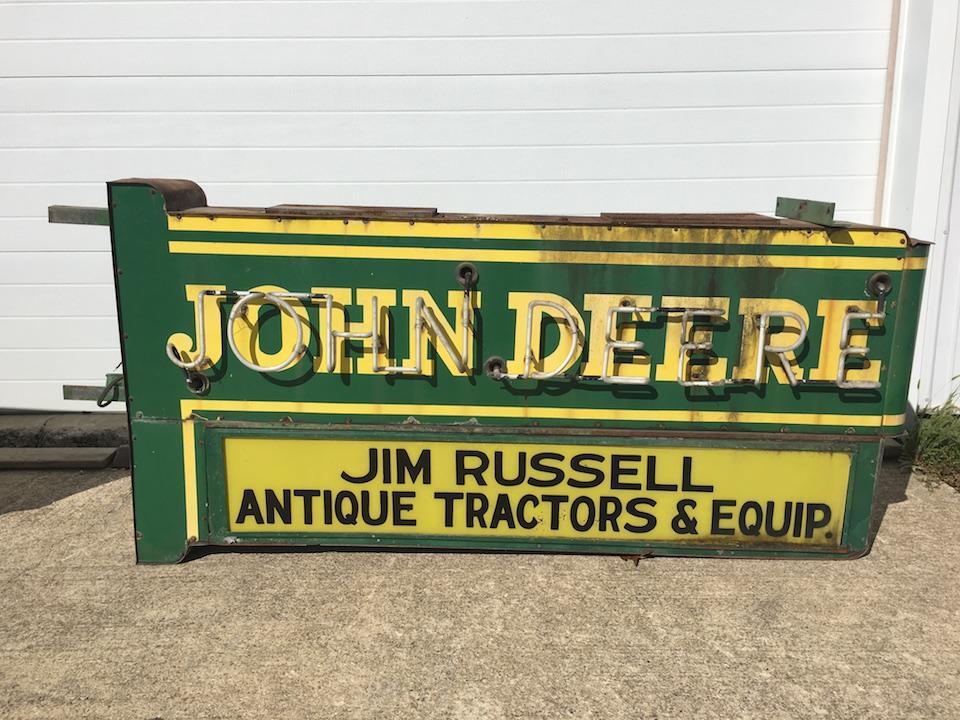 JOHN DEERE
JIM RUSSELL
ANTIQUE TRACTORS & EQUIP.